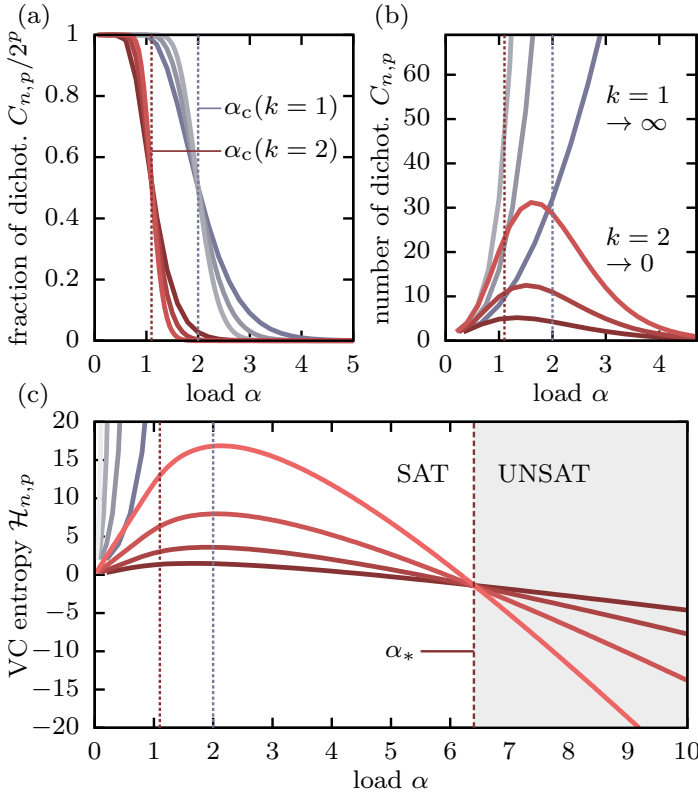 (a)
fraction of dichot. C_{n,p}/2^p
1
0.8
0.6
0.4
0.2
0
α_c(k = 1)
α_c(k = 2)
0 1 2 3 4 5
load α
(b)
number of dichot. C_{n,p}
60
50
40
30
20
10
0
k = 1
→ ∞
k = 2
→ 0
0 1 2 3 4
load α
(c)
VC entropy ℋ_{n,p}
20
15
10
5
0
−5
−10
−15
−20
SAT UNSAT
α_*
0 1 2 3 4 5 6 7 8 9 10
load α